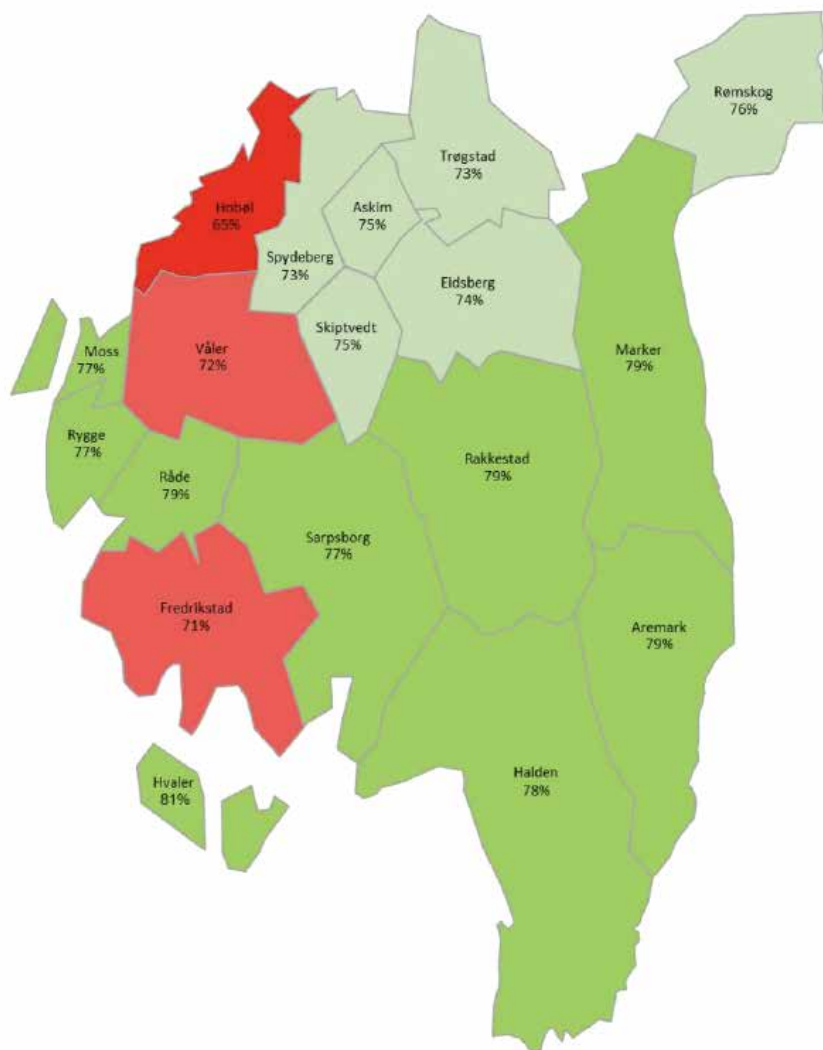 Rømskog
76%
Trøgstad
73%
Hobøl
65%
Askim
75%
Spydeberg
73%
Eidsberg
74%
Skiptvedt
75%
Moss
77%
Våler
72%
Marker
79%
Rygge
77%
Råde
79%
Rakkestad
79%
Sarpsborg
77%
Fredrikstad
71%
Aremark
79%
Hvaler
81%
Halden
78%